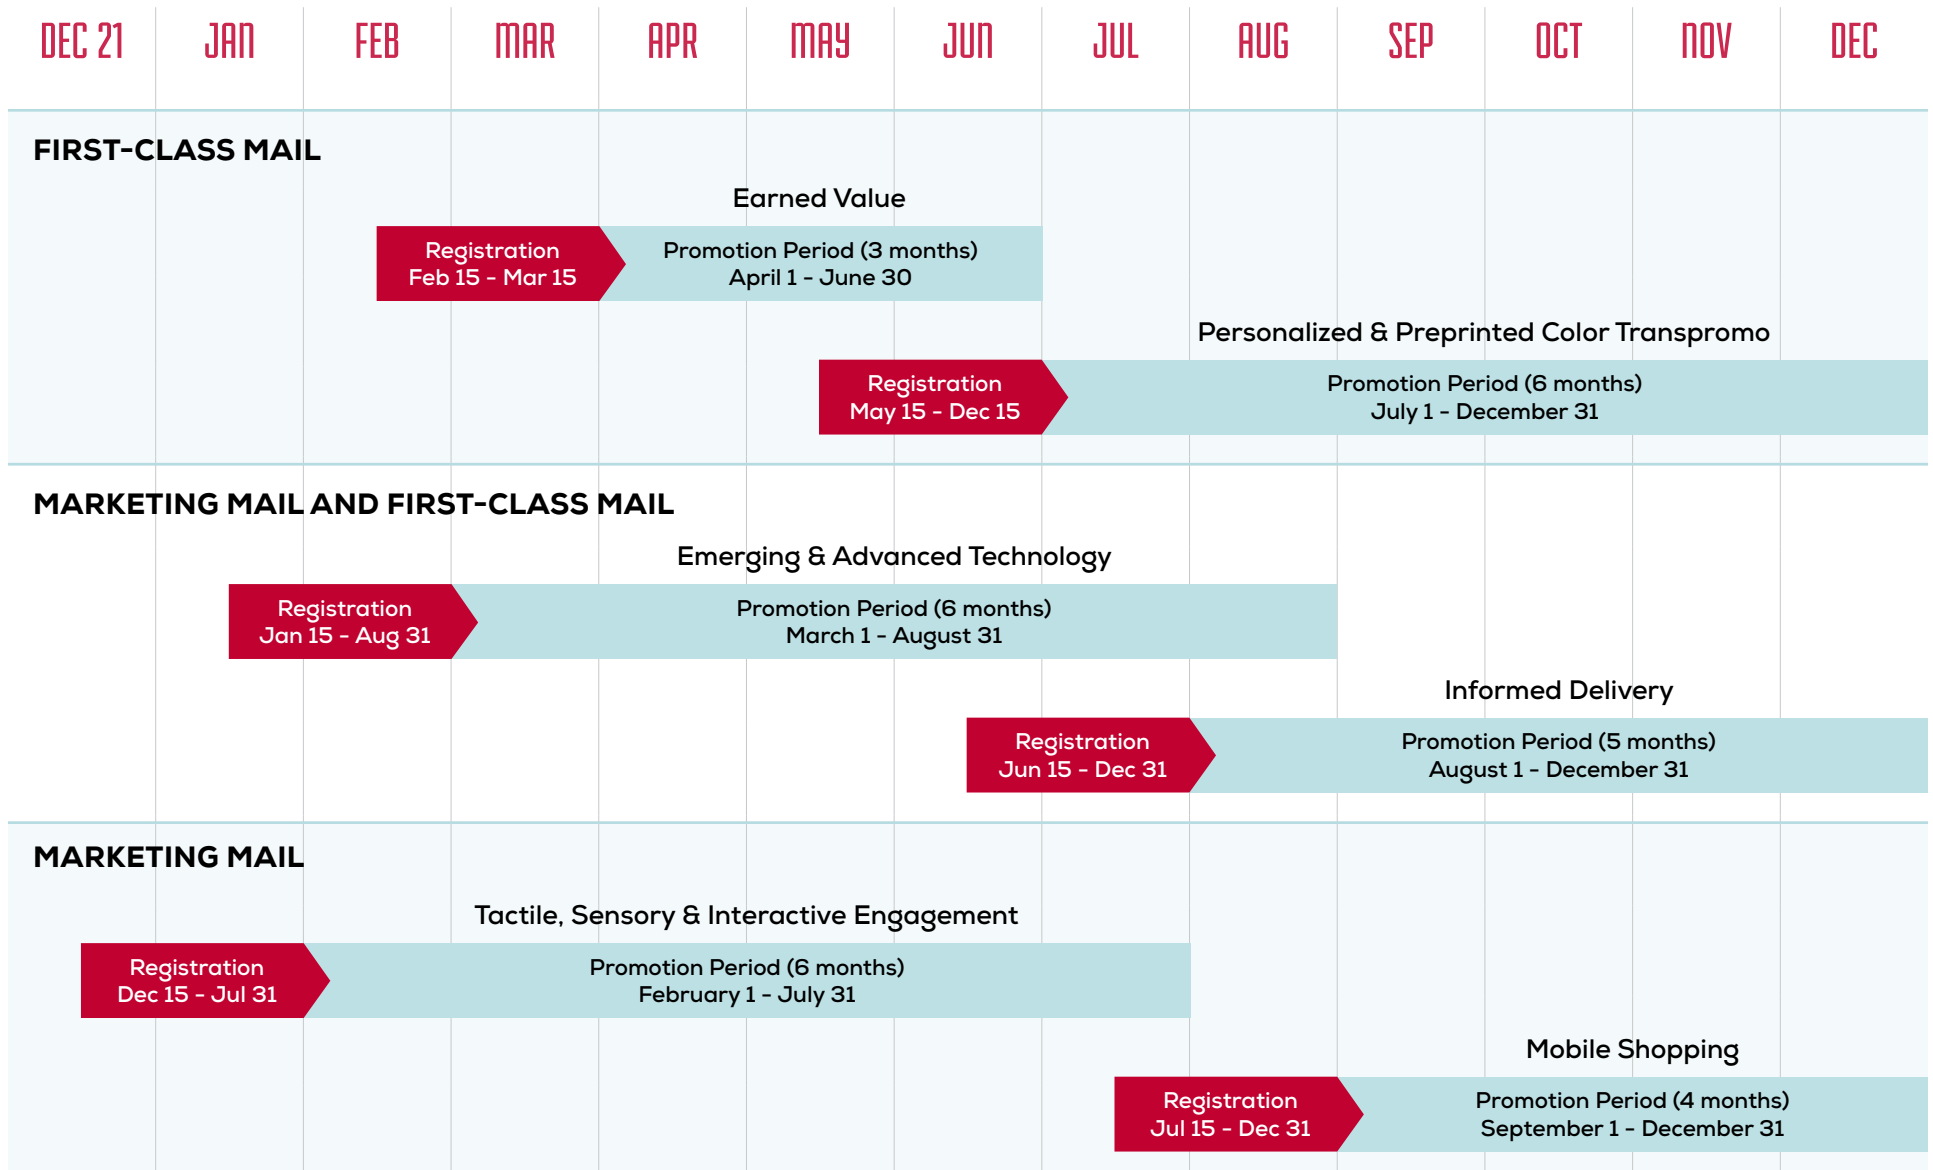 DEC 21 JAN FEB MAR APR MAY JUN JUL AUG SEP OCT NOV DEC
FIRST-CLASS MAIL
Earned Value
Registration
Feb 15 - Mar 15
Promotion Period (3 months)
April 1 - June 30
Personalized & Preprinted Color Transpromo
Registration
May 15 - Dec 15
Promotion Period (6 months)
July 1 - December 31
MARKETING MAIL AND FIRST-CLASS MAIL
Emerging & Advanced Technology
Registration
Jan 15 - Aug 31
Promotion Period (6 months)
March 1 - August 31
Informed Delivery
Registration
Jun 15 - Dec 31
Promotion Period (5 months)
August 1 - December 31
MARKETING MAIL
Tactile, Sensory & Interactive Engagement
Registration
Dec 15 - Jul 31
Promotion Period (6 months)
February 1 - July 31
Mobile Shopping
Registration
Jul 15 - Dec 31
Promotion Period (4 months)
September 1 - December 31